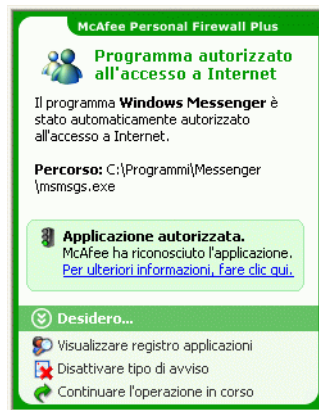 McAfee Personal Firewall Plus
Programma autorizzato
all'accesso a Internet
Il programma Windows Messenger è
stato automaticamente autorizzato
all'accesso a Internet.
Percorso: C:\Programmi\Messenger
\msmsgs.exe
Applicazione autorizzata.
McAfee ha riconosciuto l'applicazione.
Per ulteriori informazioni, fare clic qui.
Desidero...
Visualizzare registro applicazioni
Disattivare tipo di avviso
Continuare l'operazione in corso